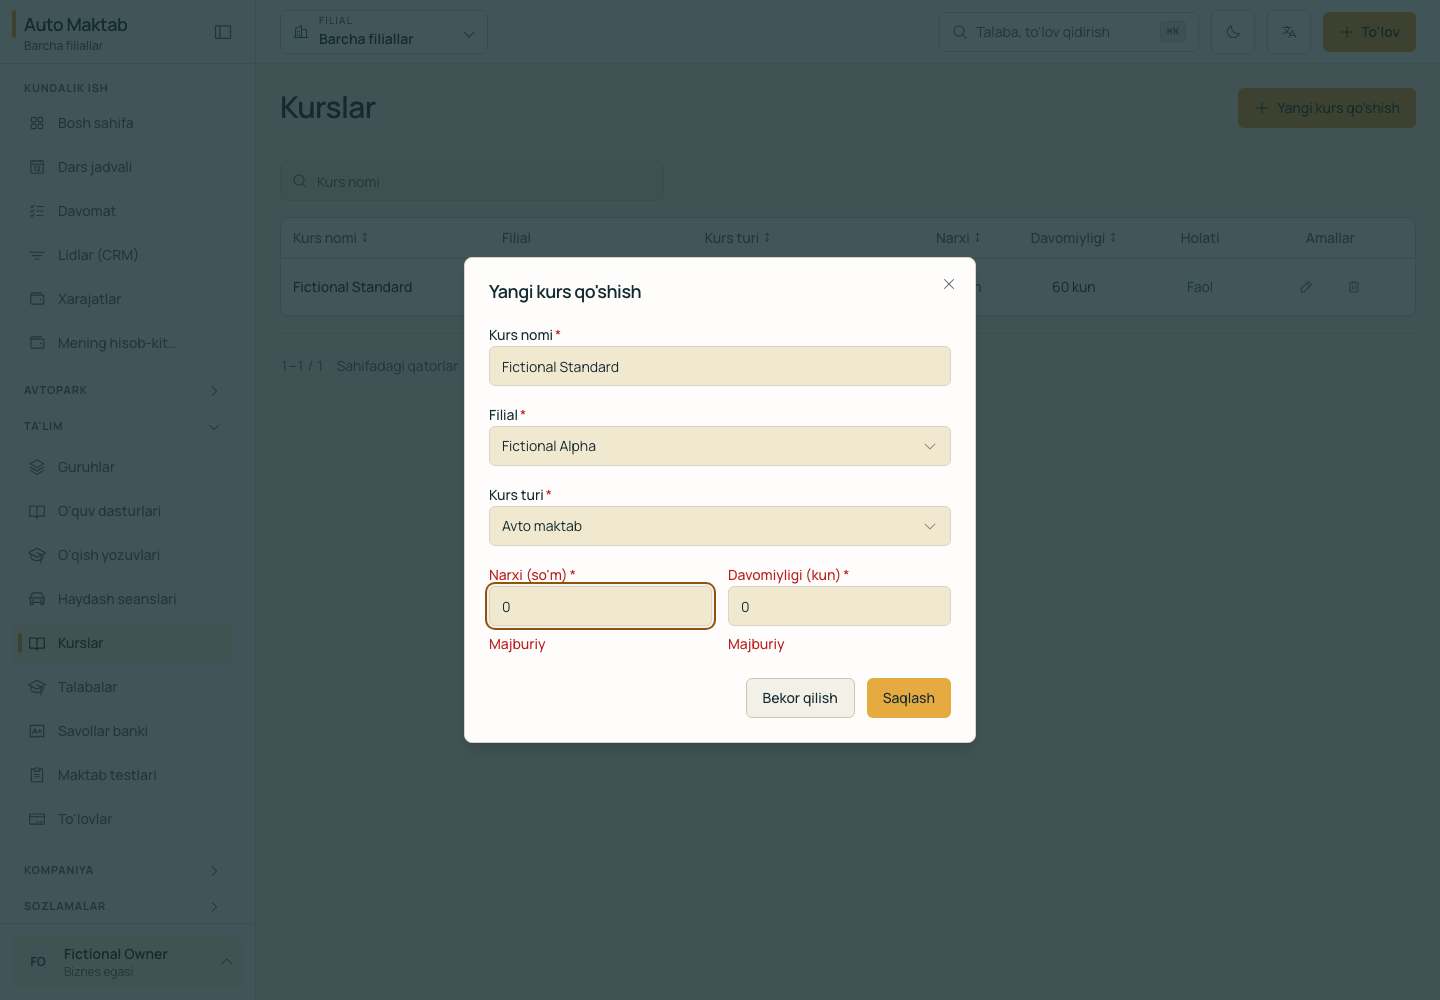 Auto Maktab
Barcha filiallar
FILIAL
Barcha filiallar
Talaba, to'lov qidirish
⌘K
To'lov
KUNDALIK ISH
Bosh sahifa
Dars jadvali
Davomat
Lidlar (CRM)
Xarajatlar
Mening hisob-kit...
AVTOPARK
TA'LIM
Guruhlar
O'quv dasturlari
O'qish yozuvlari
Haydash seanslari
Kurslar
Talabalar
Savollar banki
Maktab testlari
To'lovlar
KOMPANIYA
SOZLAMALAR
FO
Fictional Owner
Biznes egasi
Kurslar
Yangi kurs qo'shish
Kurs nomi
Kurs nomi Filial Kurs turi Narxi Davomiyligi Holati Amallar
Fictional Standard 60 kun Faol
1–1 / 1 Sahifadagi qatorlar
Yangi kurs qo'shish
Kurs nomi *
Fictional Standard
Filial *
Fictional Alpha
Kurs turi *
Avto maktab
Narxi (so'm) * Davomiyligi (kun) *
0 0
Majburiy Majburiy
Bekor qilish Saqlash